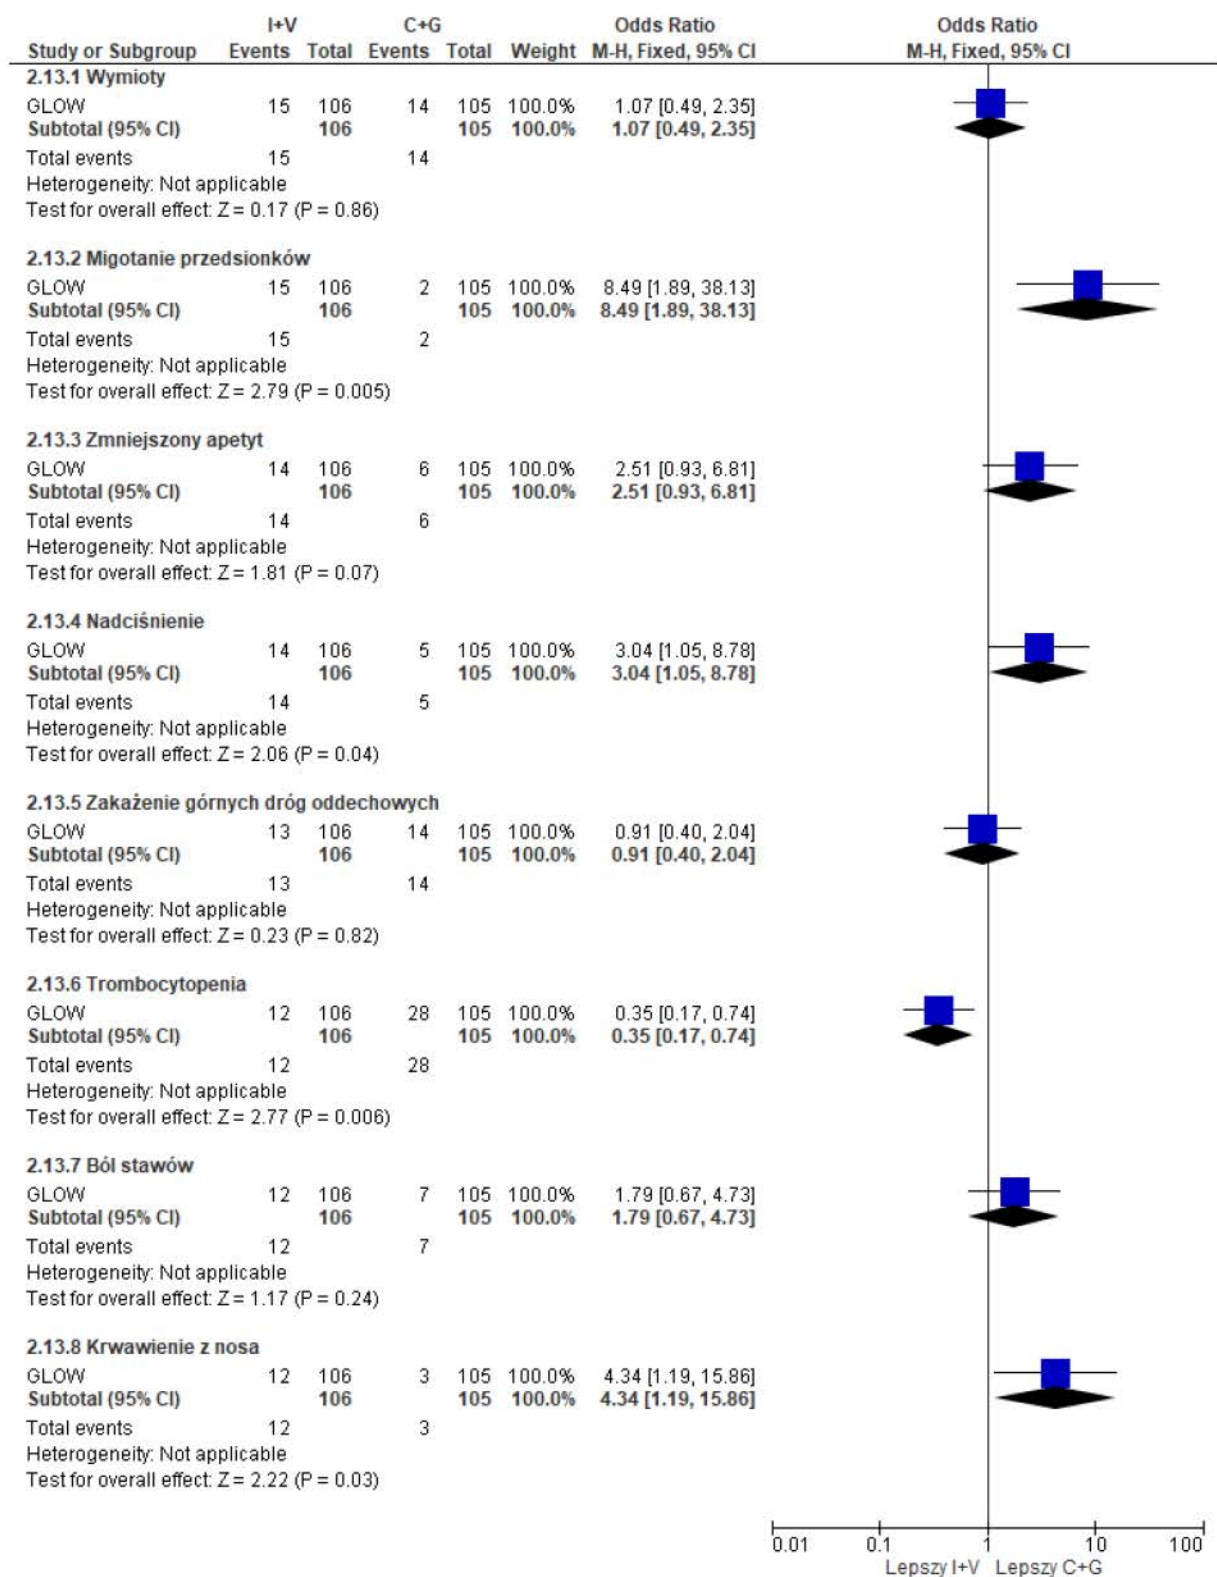 I+V C+G Odds Ratio Odds Ratio
Study or Subgroup Events Total Events Total Weight M-H, Fixed, 95% CI M-H, Fixed, 95% CI
2.13.1 Wymioty
GLOW 15 106 14 105 100.0% 1.07 [0.49, 2.35]
Subtotal (95% CI) 106 105 100.0% 1.07 [0.49, 2.35]
Total events 15 14
Heterogeneity: Not applicable
Test for overall effect: Z = 0.17 (P = 0.86)
2.13.2 Migotanie przedsionków
GLOW 15 106 2 105 100.0% 8.49 [1.89, 38.13]
Subtotal (95% CI) 106 105 100.0% 8.49 [1.89, 38.13]
Total events 15 2
Heterogeneity: Not applicable
Test for overall effect: Z = 2.79 (P = 0.005)
2.13.3 Zmniejszony apetyt
GLOW 14 106 6 105 100.0% 2.51 [0.93, 6.81]
Subtotal (95% CI) 106 105 100.0% 2.51 [0.93, 6.81]
Total events 14 6
Heterogeneity: Not applicable
Test for overall effect: Z = 1.81 (P = 0.07)
2.13.4 Nadciśnienie
GLOW 14 106 5 105 100.0% 3.04 [1.05, 8.78]
Subtotal (95% CI) 106 105 100.0% 3.04 [1.05, 8.78]
Total events 14 5
Heterogeneity: Not applicable
Test for overall effect: Z = 2.06 (P = 0.04)
2.13.5 Zakażenie górnych dróg oddechowych
GLOW 13 106 14 105 100.0% 0.91 [0.40, 2.04]
Subtotal (95% CI) 106 105 100.0% 0.91 [0.40, 2.04]
Total events 13 14
Heterogeneity: Not applicable
Test for overall effect: Z = 0.23 (P = 0.82)
2.13.6 Trombocytopenia
GLOW 12 106 28 105 100.0% 0.35 [0.17, 0.74]
Subtotal (95% CI) 106 105 100.0% 0.35 [0.17, 0.74]
Total events 12 28
Heterogeneity: Not applicable
Test for overall effect: Z = 2.77 (P = 0.006)
2.13.7 Ból stawów
GLOW 12 106 7 105 100.0% 1.79 [0.67, 4.73]
Subtotal (95% CI) 106 105 100.0% 1.79 [0.67, 4.73]
Total events 12 7
Heterogeneity: Not applicable
Test for overall effect: Z = 1.17 (P = 0.24)
2.13.8 Krwawienie z nosa
GLOW 12 106 3 105 100.0% 4.34 [1.19, 15.86]
Subtotal (95% CI) 106 105 100.0% 4.34 [1.19, 15.86]
Total events 12 3
Heterogeneity: Not applicable
Test for overall effect: Z = 2.22 (P = 0.03)
0.01 0.1 1 10 100
Lepszy I+V Lepszy C+G